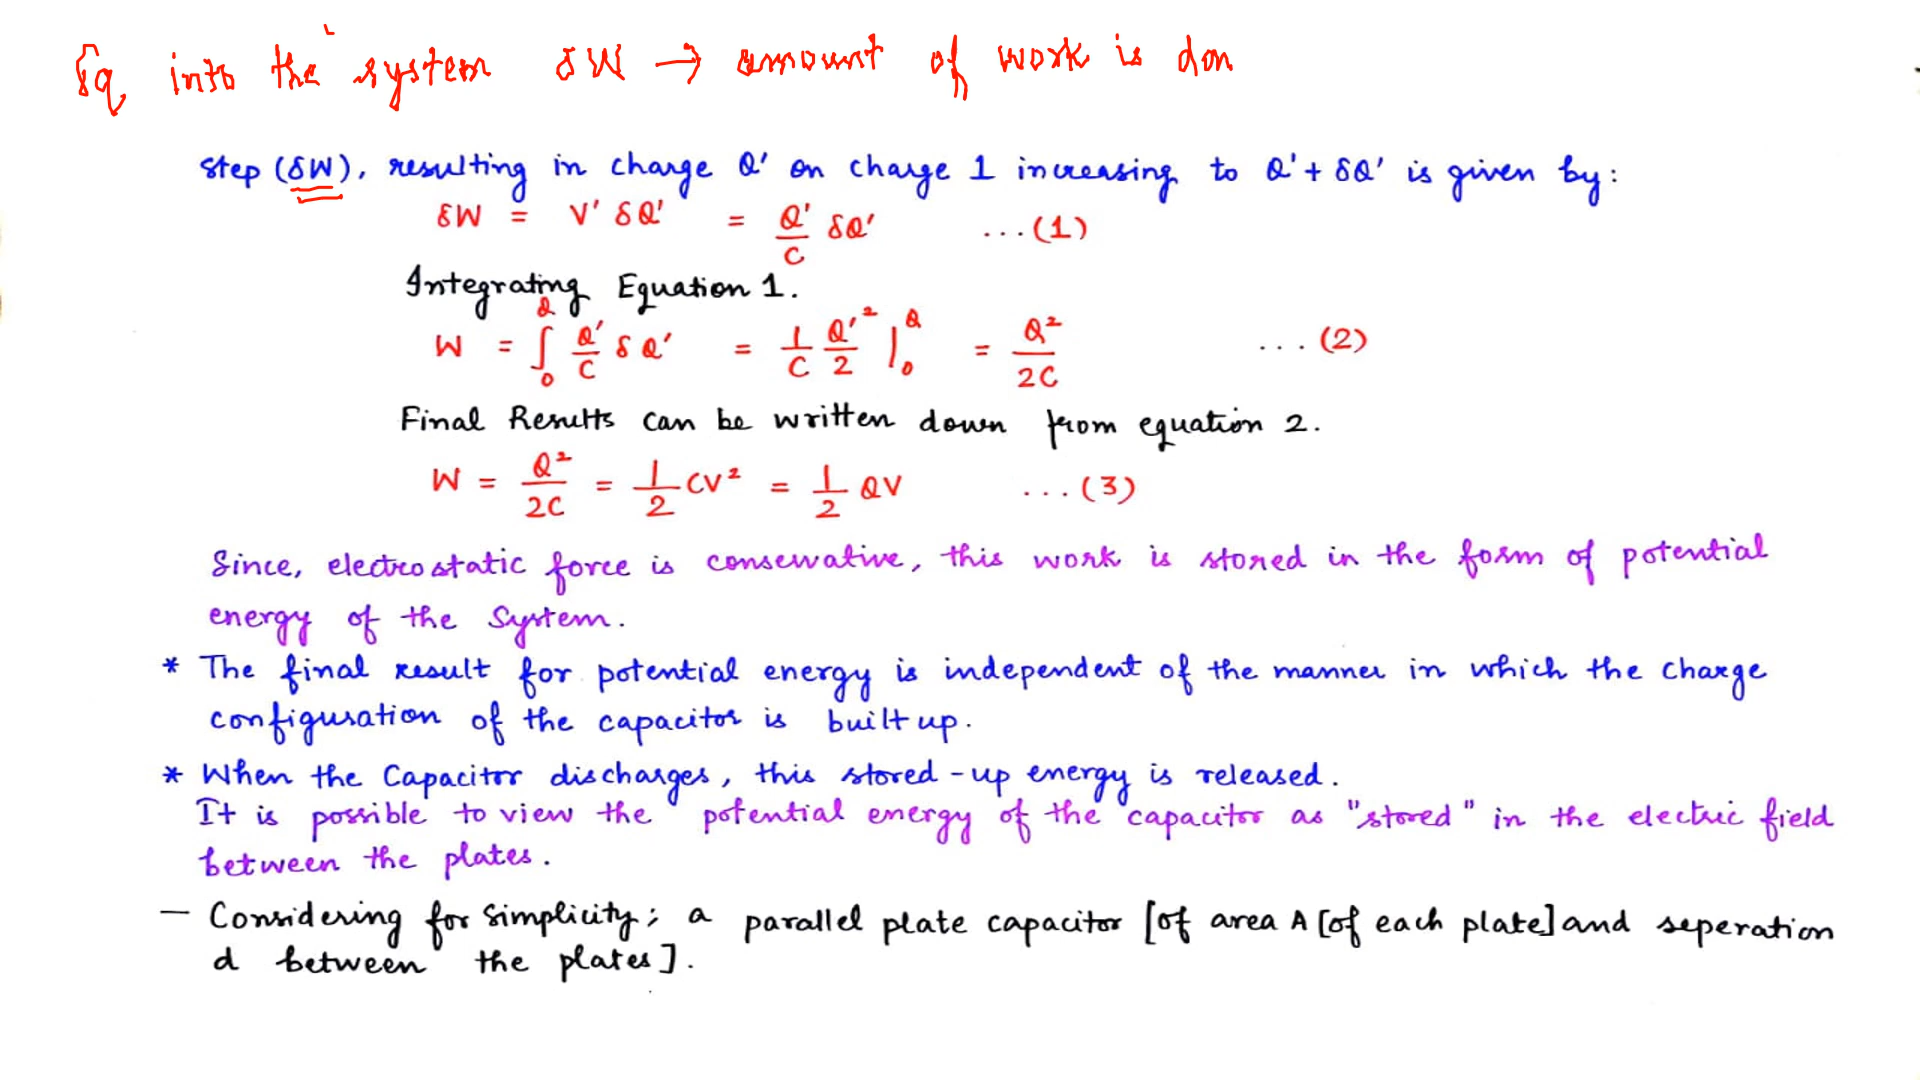 δq into the system δW → amount of work is don
Step (δW), resulting in charge Q' on charge 1 increasing to Q' + δQ' is given by:
δW = V' δQ' = Q'/C δQ' ...(1)
Integrating Equation 1.
W = ∫₀^Q Q'/C δQ' = 1/C Q'²/2 |₀^Q = Q²/2C ....(2)
Final Results can be written down from equation 2.
W = Q²/2C = 1/2 CV² = 1/2 QV ...(3)
Since, electrostatic force is conservative, this work is stored in the form of potential
energy of the System.
* The final result for potential energy is independent of the manner in which the charge
configuration of the capacitor is built up.
* When the Capacitor discharges, this stored-up energy is released.
It is possible to view the potential energy of the capacitor as "stored" in the electric field
between the plates.
- Considering for simplicity; a parallel plate capacitor [of area A [of each plate] and seperation
d between the plates].